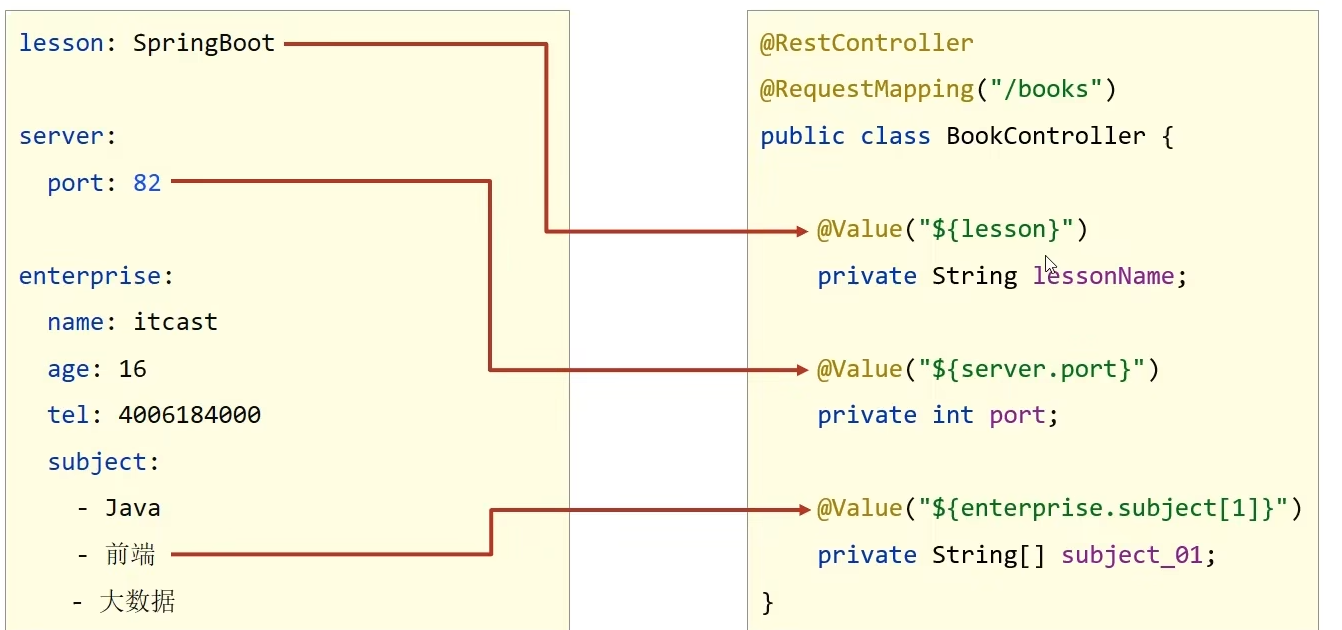 lesson: SpringBoot
server:
port: 82
enterprise:
name: itcast
age: 16
tel: 4006184000
subject:
- Java
- 前端
- 大数据
@RestController
@RequestMapping("/books")
public class BookController {
@Value("${lesson}")
private String lessonName;
@Value("${server.port}")
private int port;
@Value("${enterprise.subject[1]}")
private String[] subject_01;
}